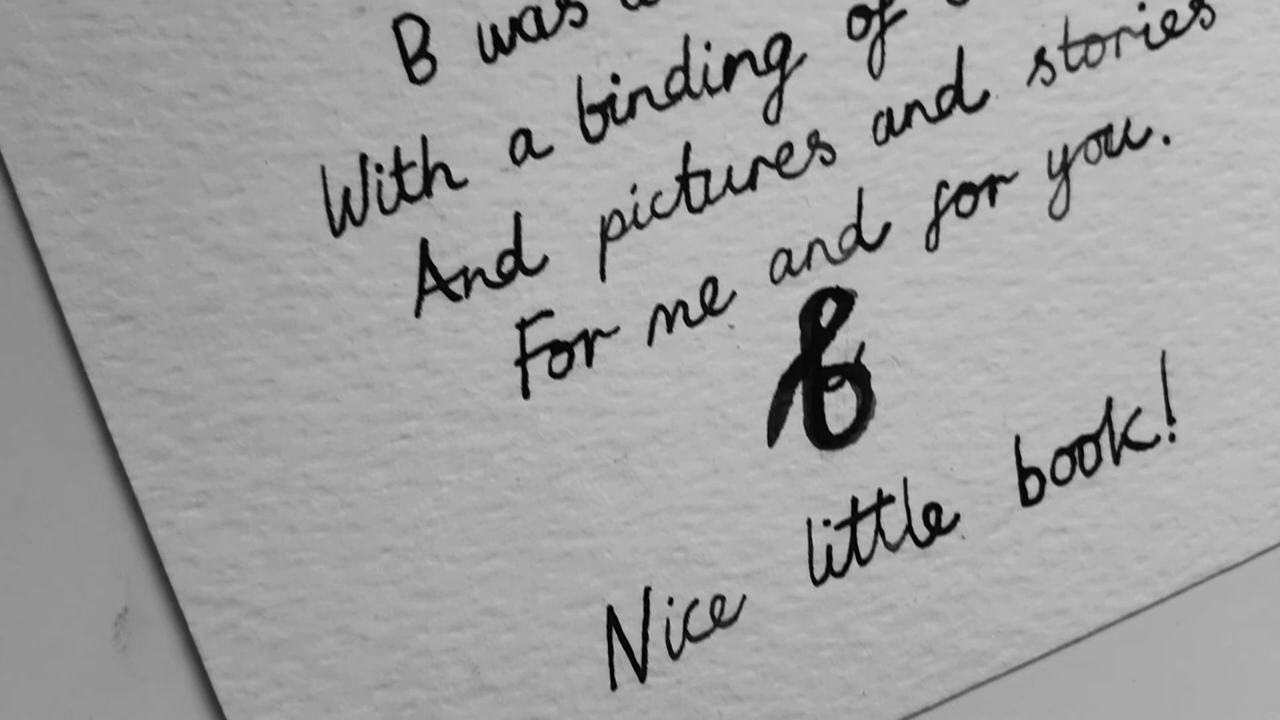 B was
With a binding of
And pictures and stories
For me and for you.
b
Nice little book!